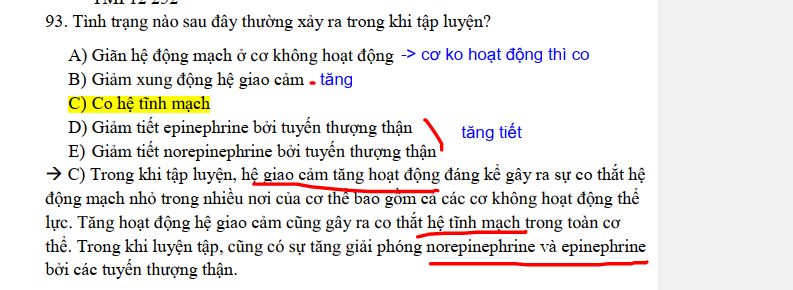 93. Tình trạng nào sau đây thường xảy ra trong khi tập luyện?
A) Giãn hệ động mạch ở cơ không hoạt động -> cơ ko hoạt động thì co
B) Giảm xung động hệ giao cảm tăng
C) Co hệ tĩnh mạch
D) Giảm tiết epinephrine bởi tuyến thượng thận
tăng tiết
E) Giảm tiết norepinephrine bởi tuyến thượng thận
→ C) Trong khi tập luyện, hệ giao cảm tăng hoạt động đáng kể gây ra sự co thắt hệ
động mạch nhỏ trong nhiều nơi của cơ thể bao gồm cả các cơ không hoạt động thể
lực. Tăng hoạt động hệ giao cảm cũng gây ra co thắt hệ tĩnh mạch trong toàn cơ
thể. Trong khi luyện tập, cũng có sự tăng giải phóng norepinephrine và epinephrine
bởi các tuyến thượng thận.